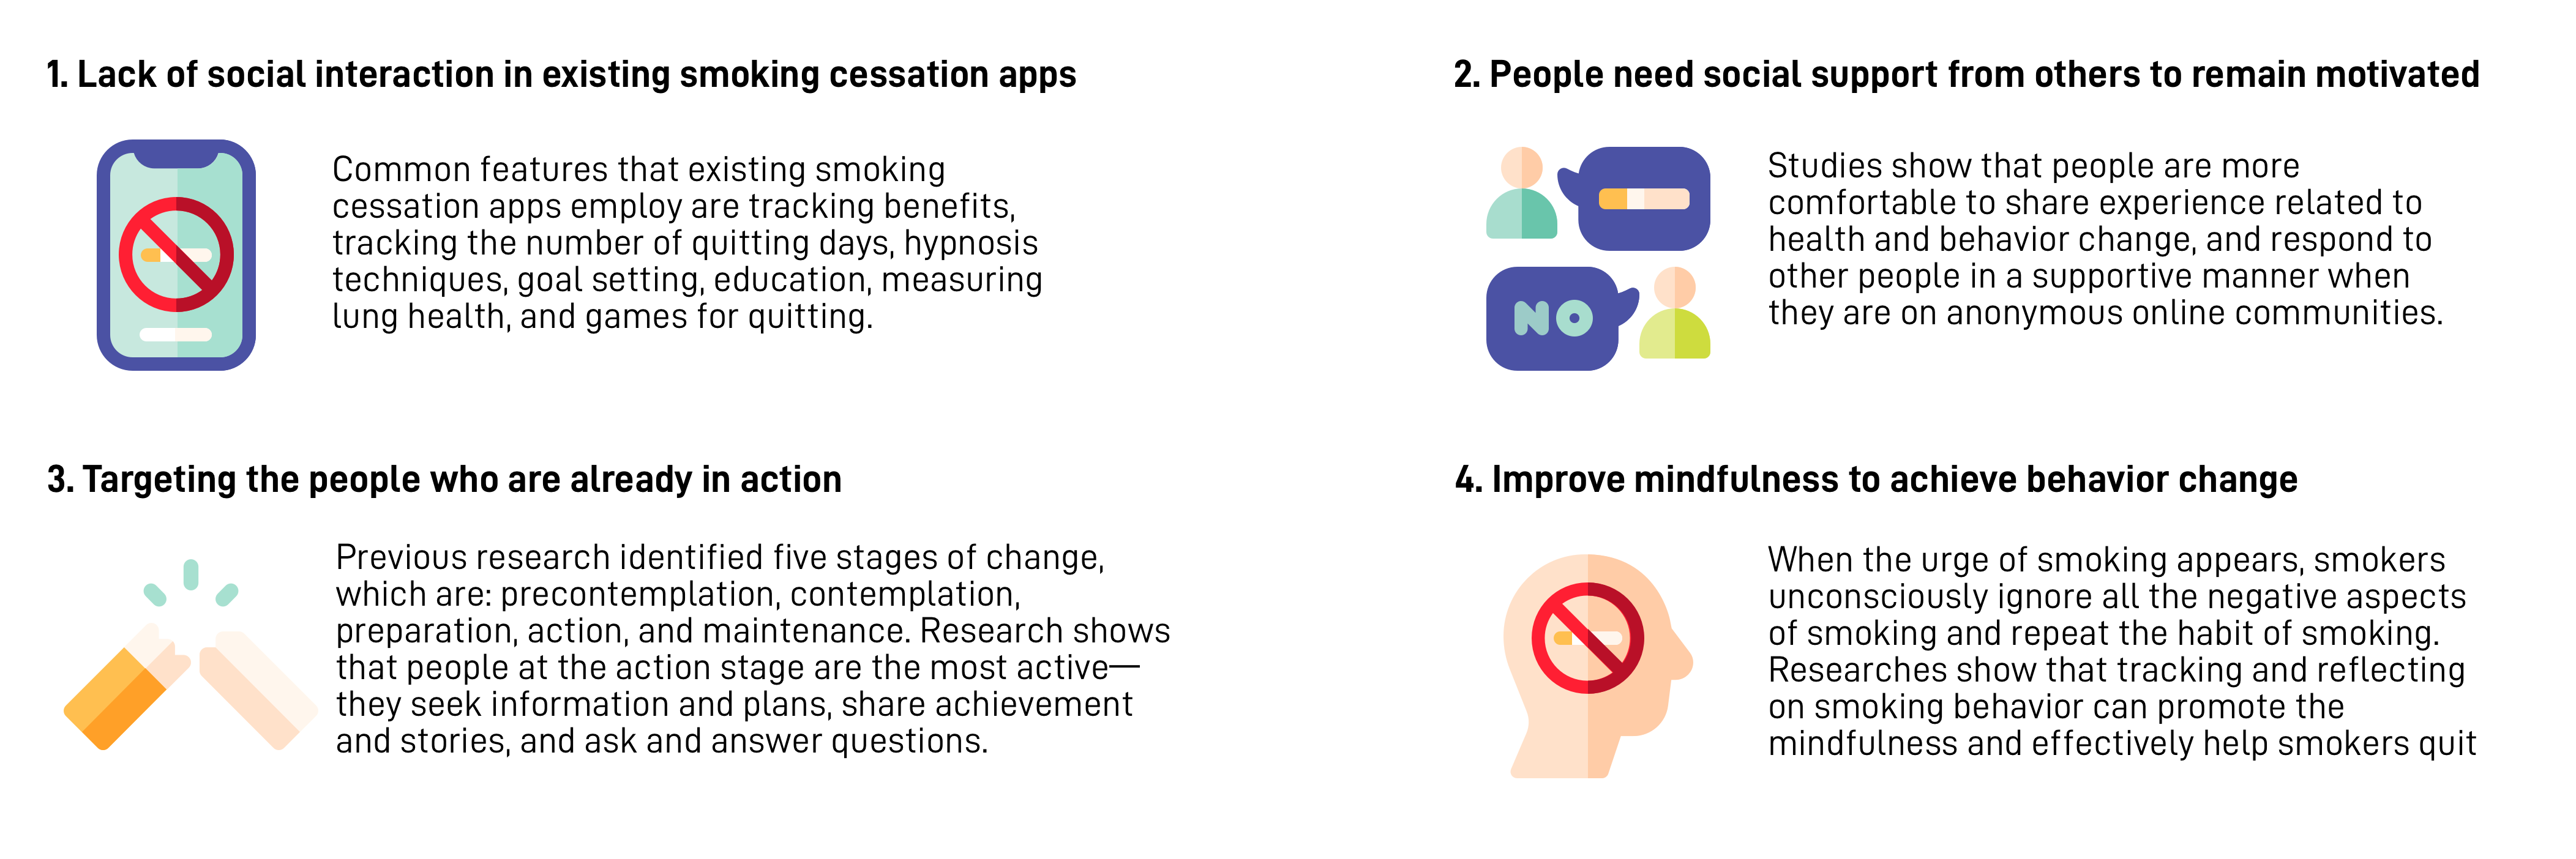 1. Lack of social interaction in existing smoking cessation apps
Common features that existing smoking
cessation apps employ are tracking benefits,
tracking the number of quitting days, hypnosis
techniques, goal setting, education, measuring
lung health, and games for quitting.
2. People need social support from others to remain motivated
NO
Studies show that people are more
comfortable to share experience related to
health and behavior change, and respond to
other people in a supportive manner when
they are on anonymous online communities.
3. Targeting the people who are already in action
Previous research identified five stages of change,
which are: precontemplation, contemplation,
preparation, action, and maintenance. Research shows
that people at the action stage are the most active—
they seek information and plans, share achievement
and stories, and ask and answer questions.
4. Improve mindfulness to achieve behavior change
When the urge of smoking appears, smokers
unconsciously ignore all the negative aspects
of smoking and repeat the habit of smoking.
Researches show that tracking and reflecting
on smoking behavior can promote the
mindfulness and effectively help smokers quit